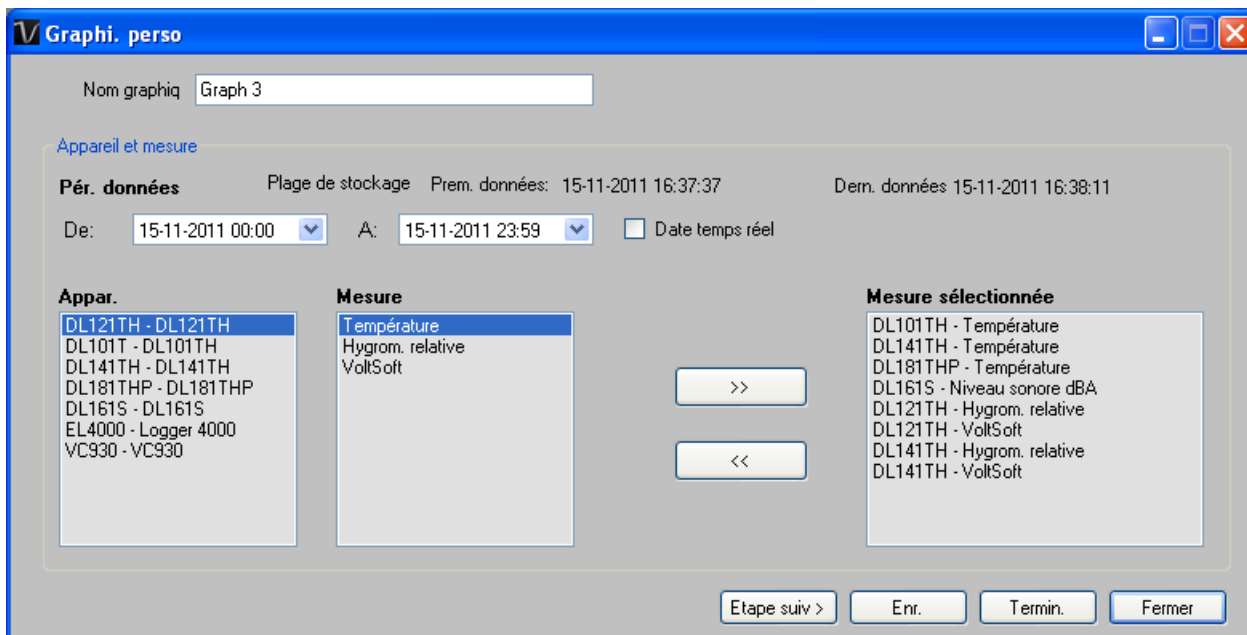 Graphi. perso
Nom graphiq Graph 3
Appareil et mesure
Pér. données Plage de stockage Prem. données: 15-11-2011 16:37:37 Dern. données 15-11-2011 16:38:11
De: 15-11-2011 00:00 A: 15-11-2011 23:59 Date temps réel
Appar.
DL121TH - DL121TH
DL101T - DL101TH
DL141TH - DL141TH
DL181THP - DL181THP
DL161S - DL161S
EL4000 - Logger 4000
VC930 - VC930
Mesure
Température
Hygrom. relative
VoltSoft
>>
<<
Mesure sélectionnée
DL101TH - Température
DL141TH - Température
DL181THP - Température
DL161S - Niveau sonore dBA
DL121TH - Hygrom. relative
DL121TH - VoltSoft
DL141TH - Hygrom. relative
DL141TH - VoltSoft
Etape suiv > Enr. Termin. Fermer